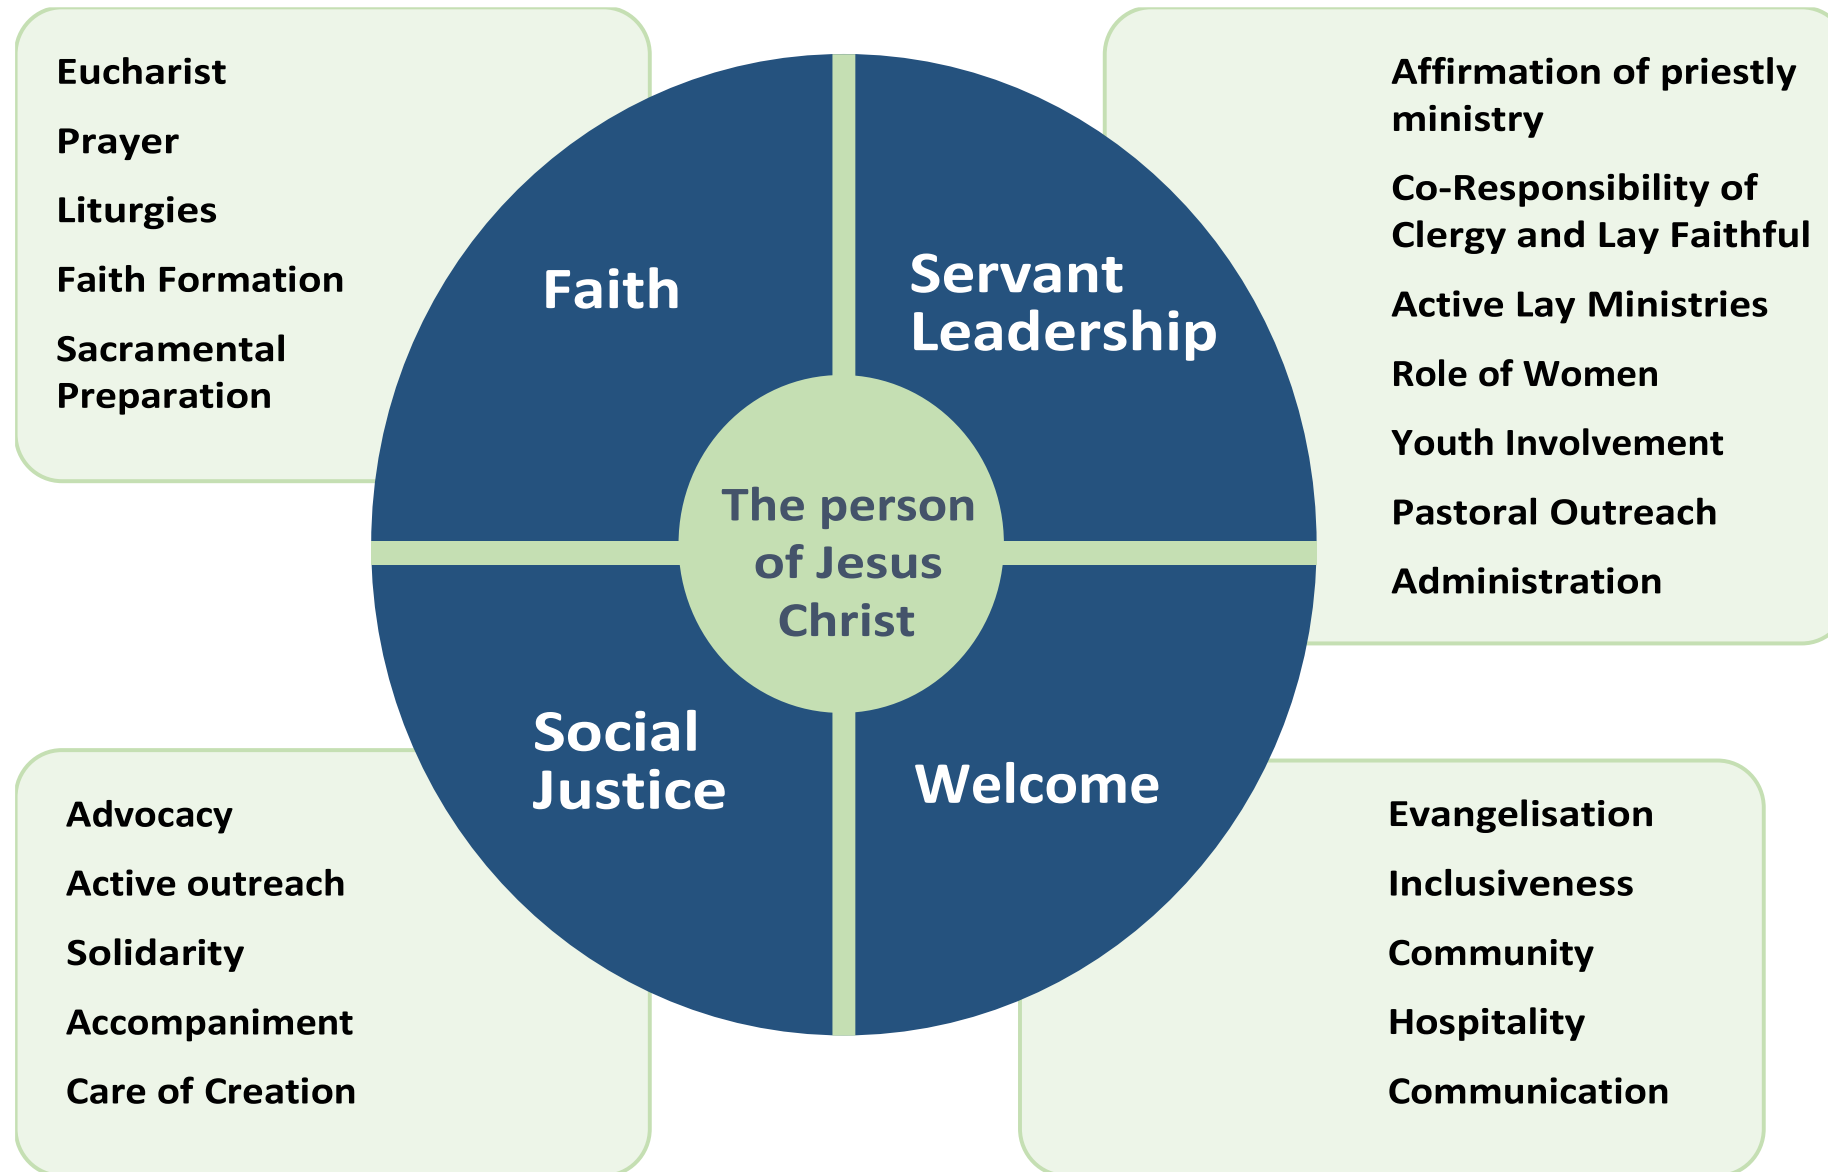 Eucharist
Prayer
Liturgies
Faith Formation
Sacramental
Preparation
Faith
Servant
Leadership
Affirmation of priestly
ministry
Co-Responsibility of
Clergy and Lay Faithful
Active Lay Ministries
Role of Women
Youth Involvement
Pastoral Outreach
Administration
The person
of Jesus
Christ
Social
Justice
Welcome
Advocacy
Active outreach
Solidarity
Accompaniment
Care of Creation
Evangelisation
Inclusiveness
Community
Hospitality
Communication